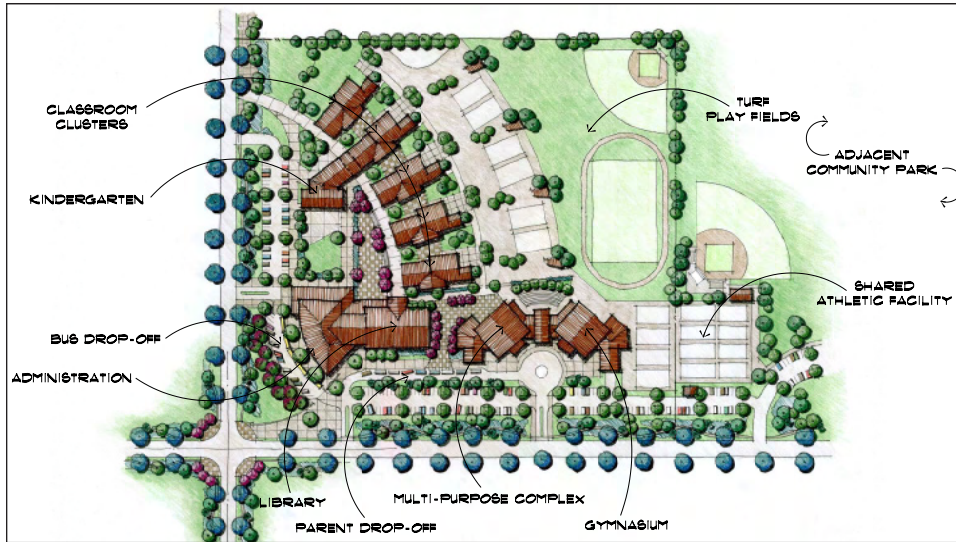 CLASSROOM
CLUSTERS
KINDERGARTEN
BUS DROP-OFF
ADMINISTRATION
LIBRARY
PARENT DROP-OFF
MULTI-PURPOSE COMPLEX
GYMNASIUM
TURF
PLAY FIELDS
ADJACENT
COMMUNITY PARK
SHARED
ATHLETIC FACILITY